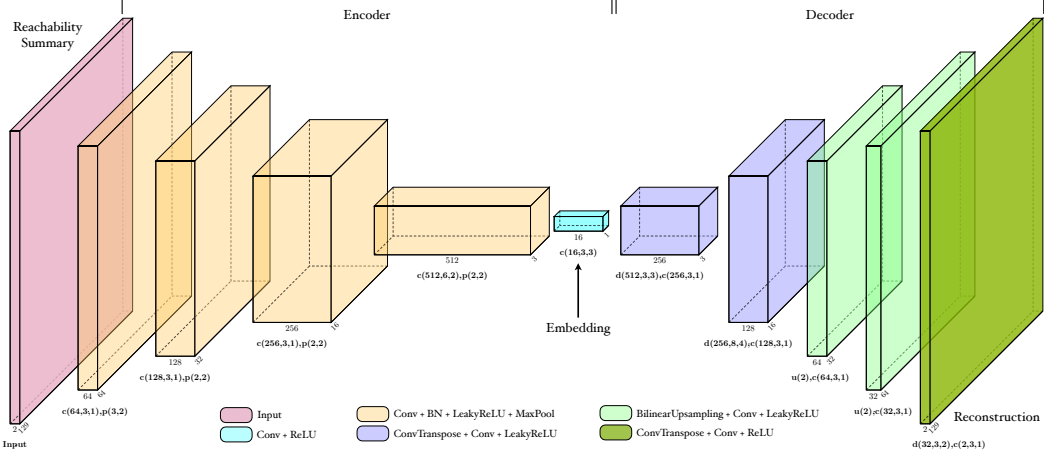 Encoder
Decoder
Reachability
Summary
2 129
Input
64 64
c(64,3,1),p(3,2)
128 32
c(128,3,1),p(2,2)
256 16
c(256,3,1),p(2,2)
512 3
c(512,6,2),p(2,2)
16 1
c(16;3,3)
Embedding
256 3
d(512,3,3),c(256,3,1)
128 16
d(256,8,4),c(128,3,1)
64 32
u(2),c(64,3,1)
32 64
u(2);c(32,3,1)
2 129
d(32,3,2),c(2,3,1)
Reconstruction
Input
Conv + ReLU
Conv + BN + LeakyReLU + MaxPool
ConvTranspose + Conv + LeakyReLU
BilinearUpsampling + Conv + LeakyReLU
ConvTranspose + Conv + ReLU